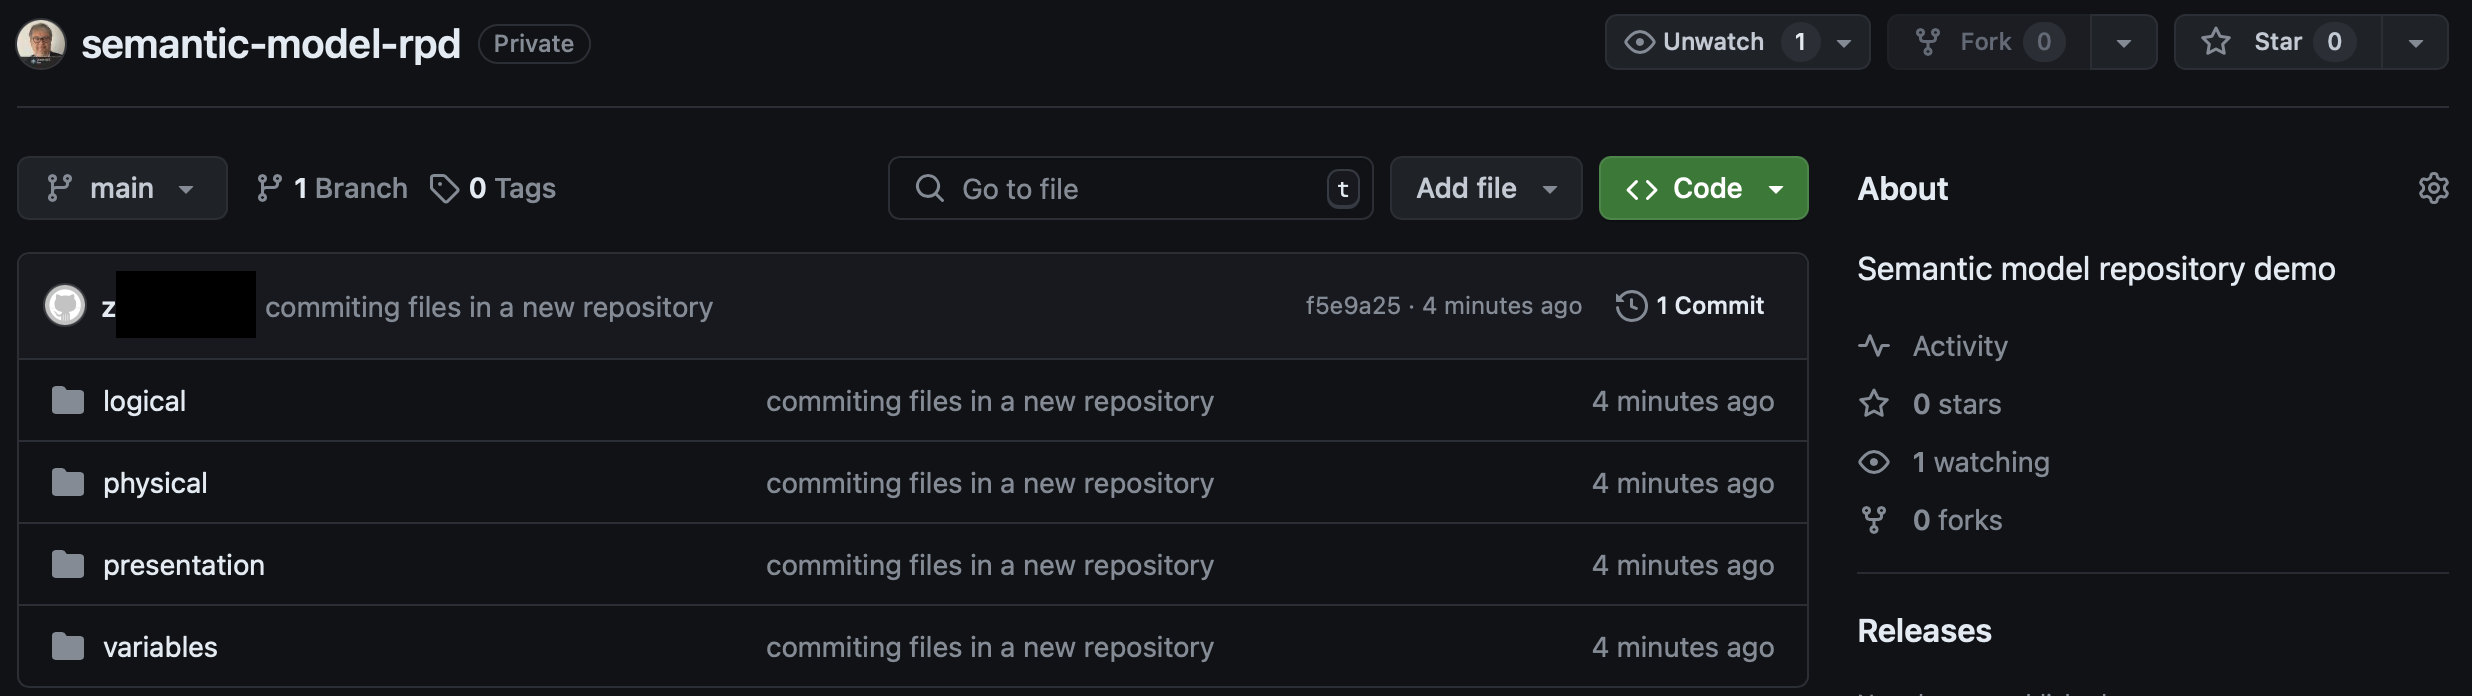 semantic-model-rpd Private Unwatch 1 Fork 0 Star 0
main 1 Branch 0 Tags Go to file t Add file Code About
Semantic model repository demo
z commiting files in a new repository f5e9a25 · 4 minutes ago 1 Commit
Activity
logical commiting files in a new repository 4 minutes ago
0 stars
1 watching
physical commiting files in a new repository 4 minutes ago
0 forks
presentation commiting files in a new repository 4 minutes ago
Releases
variables commiting files in a new repository 4 minutes ago